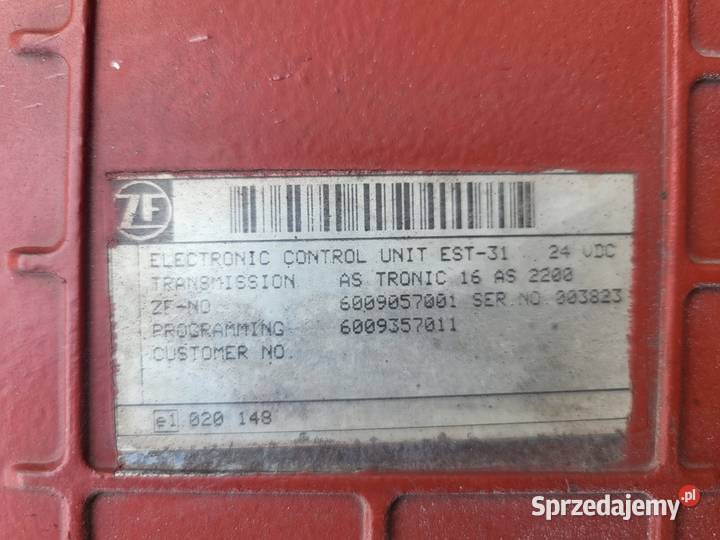 ZF
ELECTRONIC CONTROL UNIT EST-31 24 VDC
TRANSMISSION AS TRONIC 16 AS 2200
ZF-NO 6009057001 SER.NO 003823
PROGRAMMING 6009357011
CUSTOMER NO.
e1 020 148
Sprzedajemy.pl